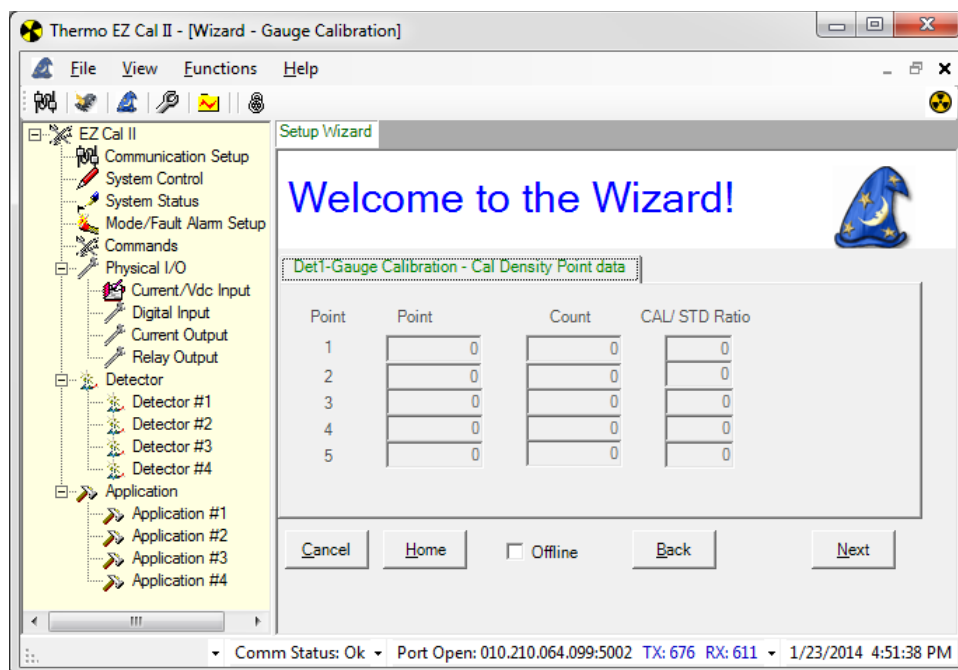 Thermo EZ Cal II - [Wizard - Gauge Calibration]
File View Functions Help
EZ Cal II
Communication Setup
System Control
System Status
Mode/Fault Alarm Setup
Commands
Physical I/O
Current/Vdc Input
Digital Input
Current Output
Relay Output
Detector
Detector #1
Detector #2
Detector #3
Detector #4
Application
Application #1
Application #2
Application #3
Application #4
Setup Wizard
Welcome to the Wizard!
Det1-Gauge Calibration - Cal Density Point data
Point Point Count CAL/ STD Ratio
1 0 0 0
2 0 0 0
3 0 0 0
4 0 0 0
5 0 0 0
Cancel Home Offline Back Next
Comm Status: Ok Port Open: 010.210.064.099:5002 TX: 676 RX: 611 1/23/2014 4:51:38 PM